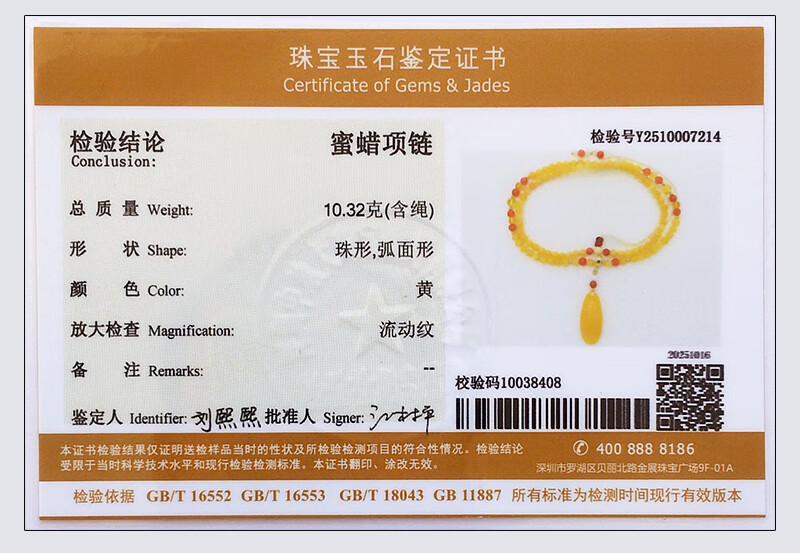 珠宝玉石鉴定证书
Certificate of Gems & Jades
检验结论 蜜蜡项链
Conclusion:
检验号Y2510007214
总质量 Weight: 10.32克(含绳)
形状 Shape: 珠形,弧面形
颜色 Color: 黄
放大检查 Magnification: 流动纹
备注 Remarks: --
20251016
校验码10038408
鉴定人 Identifier: 刘熙熙 批准人 Signer:
本证书检验结果仅证明送检样品当时的性状及所检验检测项目的符合性情况。检验结论
受限于当时科学技术水平和现行检验检测标准。本证书翻印、涂改无效。
400 888 8186
深圳市罗湖区贝丽北路金展珠宝广场9F-01A
检验依据 GB/T 16552 GB/T 16553 GB/T 18043 GB 11887 所有标准为检测时间现行有效版本